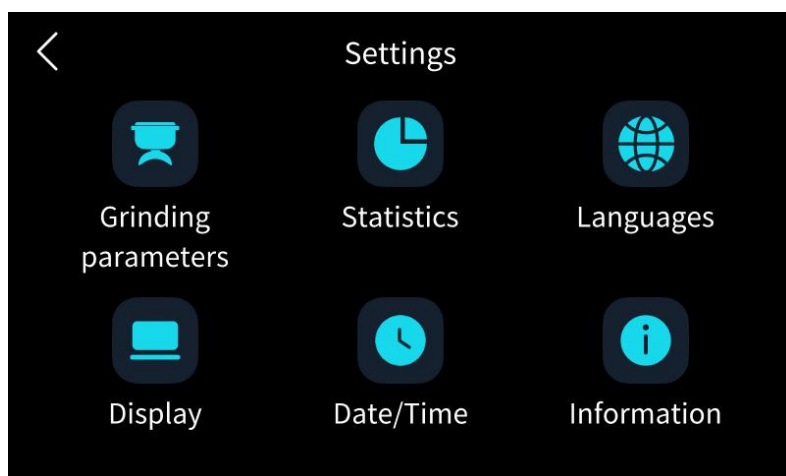 Settings
Grinding
parameters
Statistics
Languages
Display
Date/Time
Information